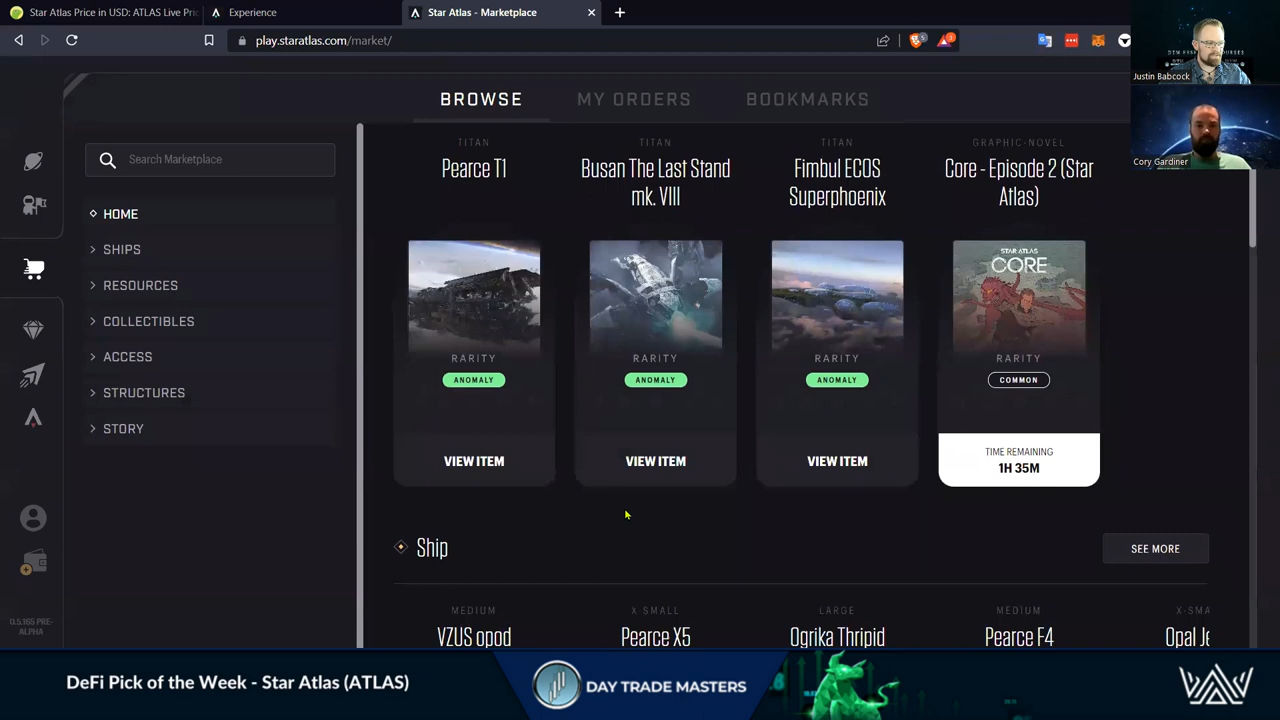 Star Atlas Price in USD: ATLAS Live Pric
Experience
Star Atlas - Marketplace
play.staratlas.com/market/
BROWSE
MY ORDERS
BOOKMARKS
Justin Babcock
Cory Gardiner
Search Marketplace
HOME
SHIPS
RESOURCES
COLLECTIBLES
ACCESS
STRUCTURES
STORY
0.5.165 PRE-
ALPHA
TITAN
Pearce T1
RARITY
ANOMALY
VIEW ITEM
TITAN
Busan The Last Stand
mk. VIII
RARITY
ANOMALY
VIEW ITEM
TITAN
Fimbul ECOS
Superphoenix
RARITY
ANOMALY
VIEW ITEM
GRAPHIC-NOVEL
Core - Episode 2 (Star
Atlas)
STAR ATLAS
CORE
RARITY
COMMON
TIME REMAINING
1H 35M
Ship
SEE MORE
MEDIUM
VZUS opod
X-SMALL
Pearce X5
LARGE
Ogrika Thripid
MEDIUM
Pearce F4
X-SMA
Opal Je
DeFi Pick of the Week - Star Atlas (ATLAS)
DAY TRADE MASTERS